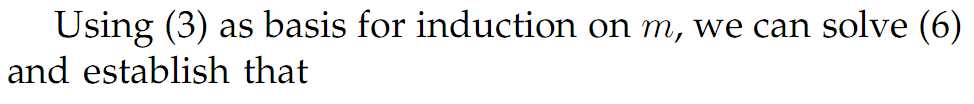 Using (3) as basis for induction on m, we can solve (6)
and establish that